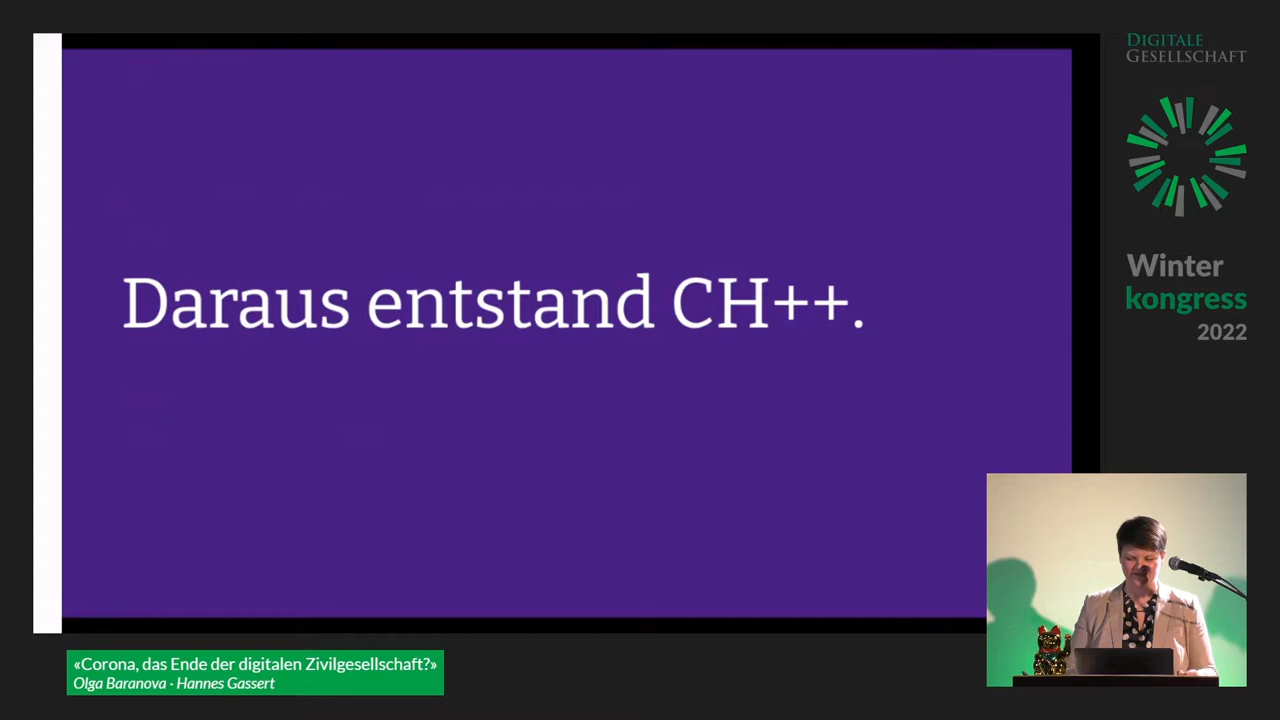 Daraus entstand CH++.
DIGITALE
GESELLSCHAFT
Winter
kongress
2022
«Corona, das Ende der digitalen Zivilgesellschaft?»
Olga Baranova · Hannes Gassert